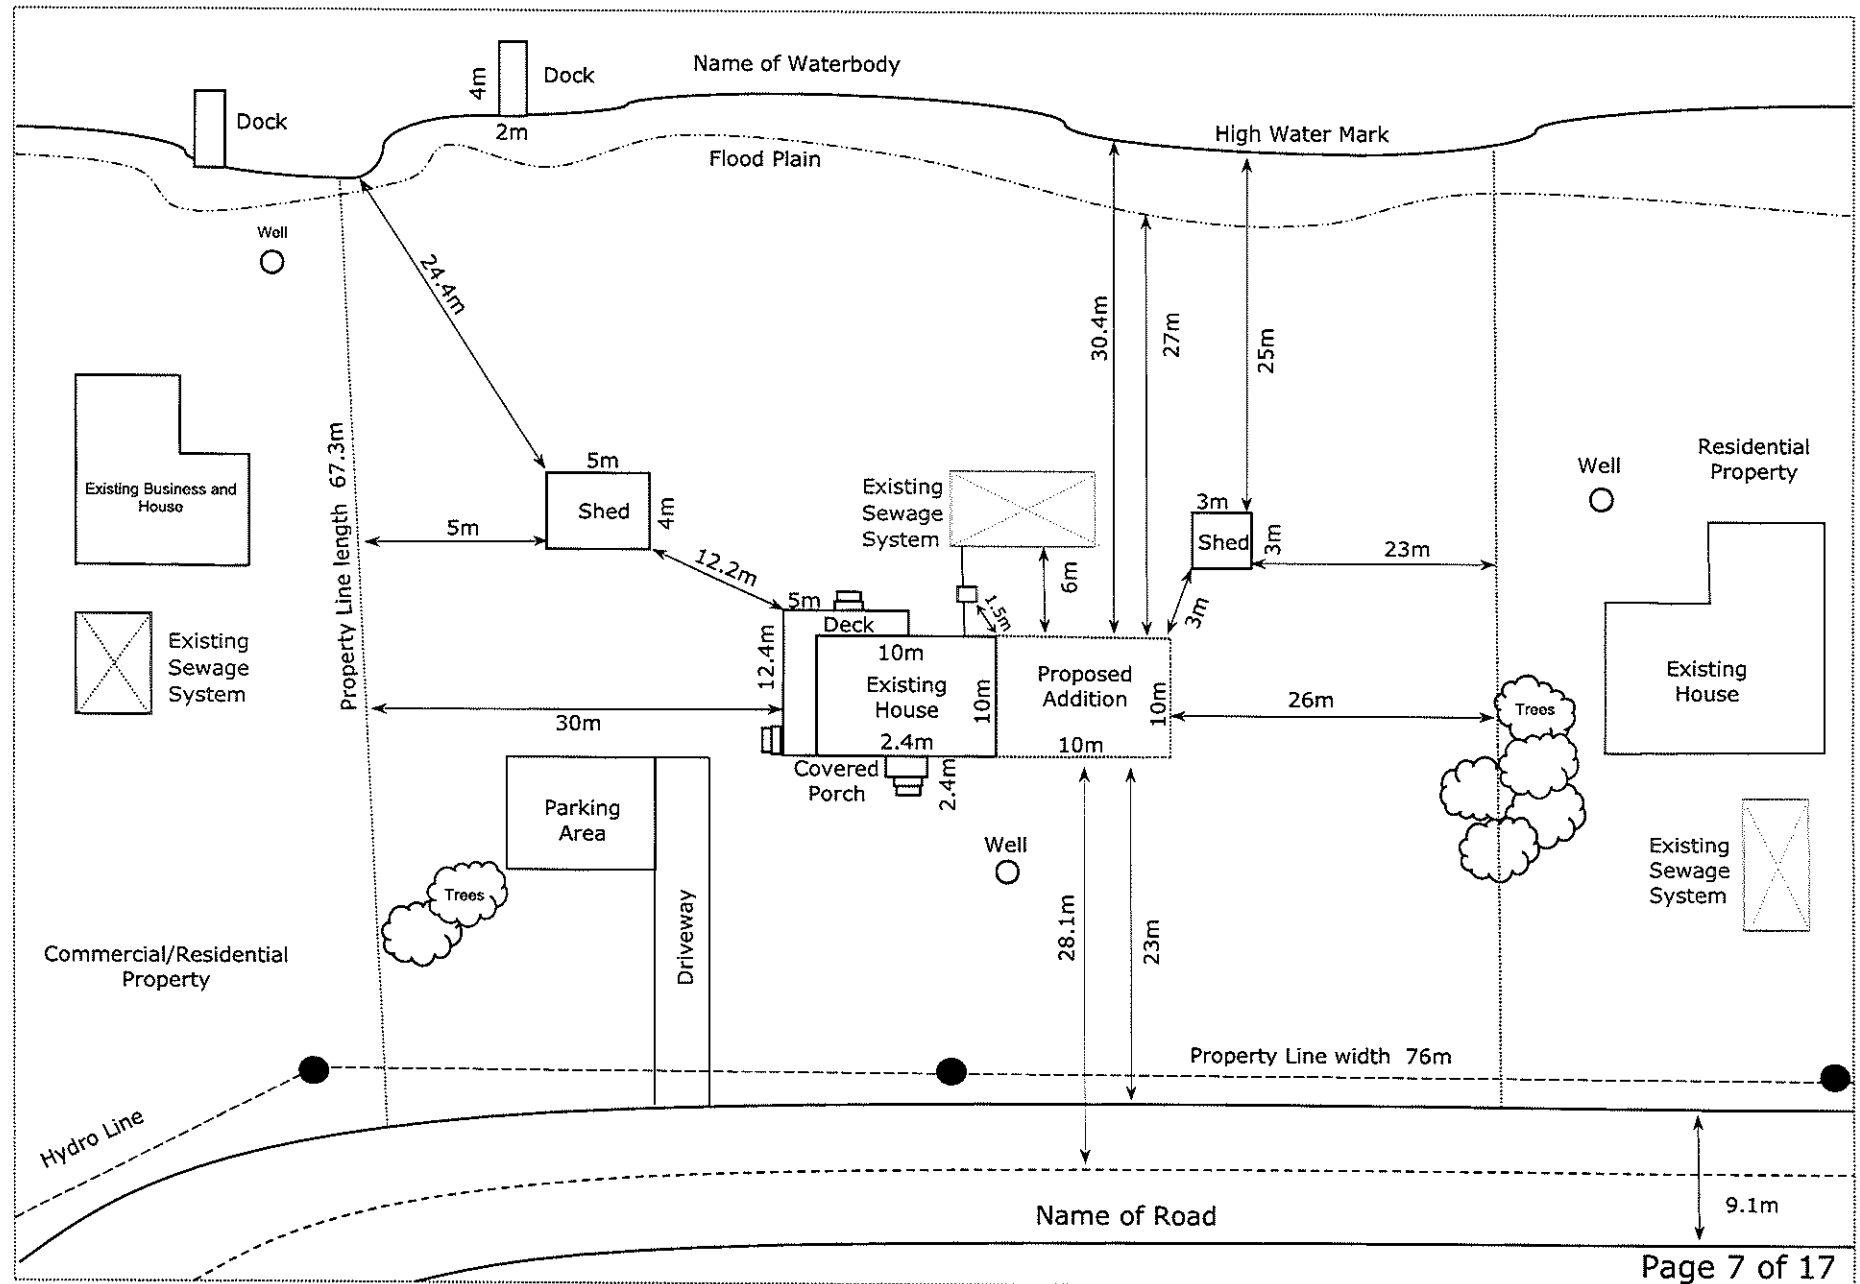 Name of Waterbody
Dock
4m
2m
Dock
High Water Mark
Flood Plain
Well
24.4m
30.4m
27m
25m
Property Line length 67.3m
Existing Business and
House
5m
Shed
4m
5m
12.2m
Existing
Sewage
System
6m
1.5m
3m
Shed
3m
3m
23m
Well
Residential
Property
Existing
Sewage
System
5m
Deck
12.4m
10m
Existing
House
10m
2.4m
Covered
Porch
2.4m
Proposed
Addition
10m
10m
30m
26m
Trees
Existing
House
Parking
Area
Driveway
Trees
Well
28.1m
23m
Existing
Sewage
System
Commercial/Residential
Property
Property Line width 76m
Hydro Line
Name of Road
9.1m
Page 7 of 17